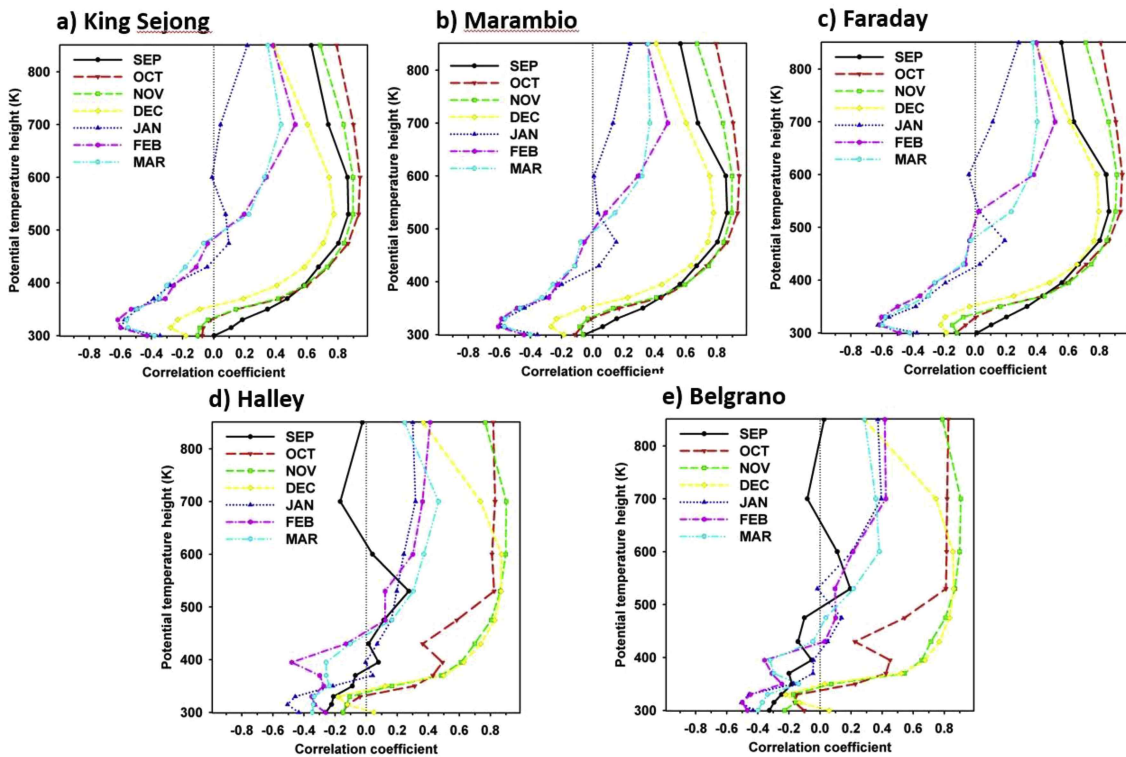 a) King Sejong
b) Marambio
c) Faraday
Potential temperature height (K)
800
700
600
500
400
300
SEP
OCT
NOV
DEC
JAN
FEB
MAR
-0.8 -0.6 -0.4 -0.2 0.0 0.2 0.4 0.6 0.8
Correlation coefficient
Potential temperature height (K)
800
700
600
500
400
300
SEP
OCT
NOV
DEC
JAN
FEB
MAR
-0.8 -0.6 -0.4 -0.2 0.0 0.2 0.4 0.6 0.8
Correlation coefficient
Potential temperature height (K)
800
700
600
500
400
300
SEP
OCT
NOV
DEC
JAN
FEB
MAR
-0.8 -0.6 -0.4 -0.2 0.0 0.2 0.4 0.6 0.8
Correlation coefficient
d) Halley
e) Belgrano
Potential temperature height (K)
800
700
600
500
400
300
SEP
OCT
NOV
DEC
JAN
FEB
MAR
-0.8 -0.6 -0.4 -0.2 0.0 0.2 0.4 0.6 0.8
Correlation coefficient
Potential temperature height (K)
800
700
600
500
400
300
SEP
OCT
NOV
DEC
JAN
FEB
MAR
-0.8 -0.6 -0.4 -0.2 0.0 0.2 0.4 0.6 0.8
Correlation coefficient